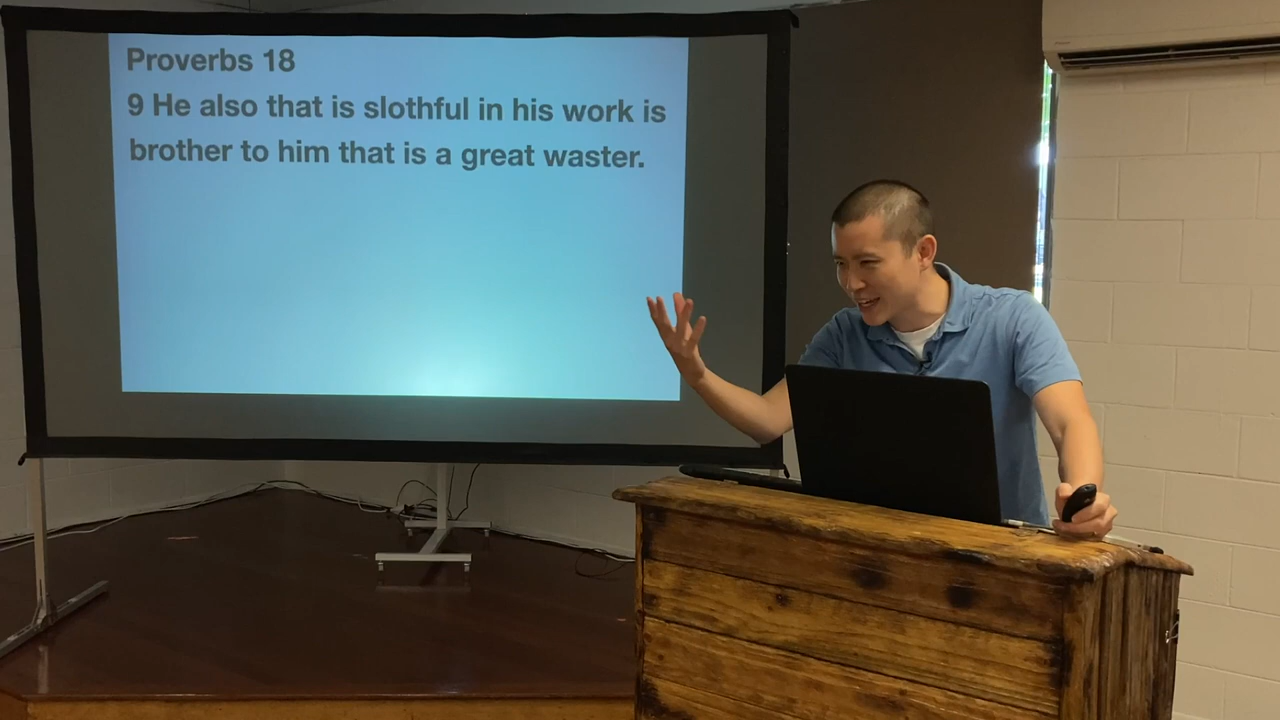 Proverbs 18
9 He also that is slothful in his work is
brother to him that is a great waster.